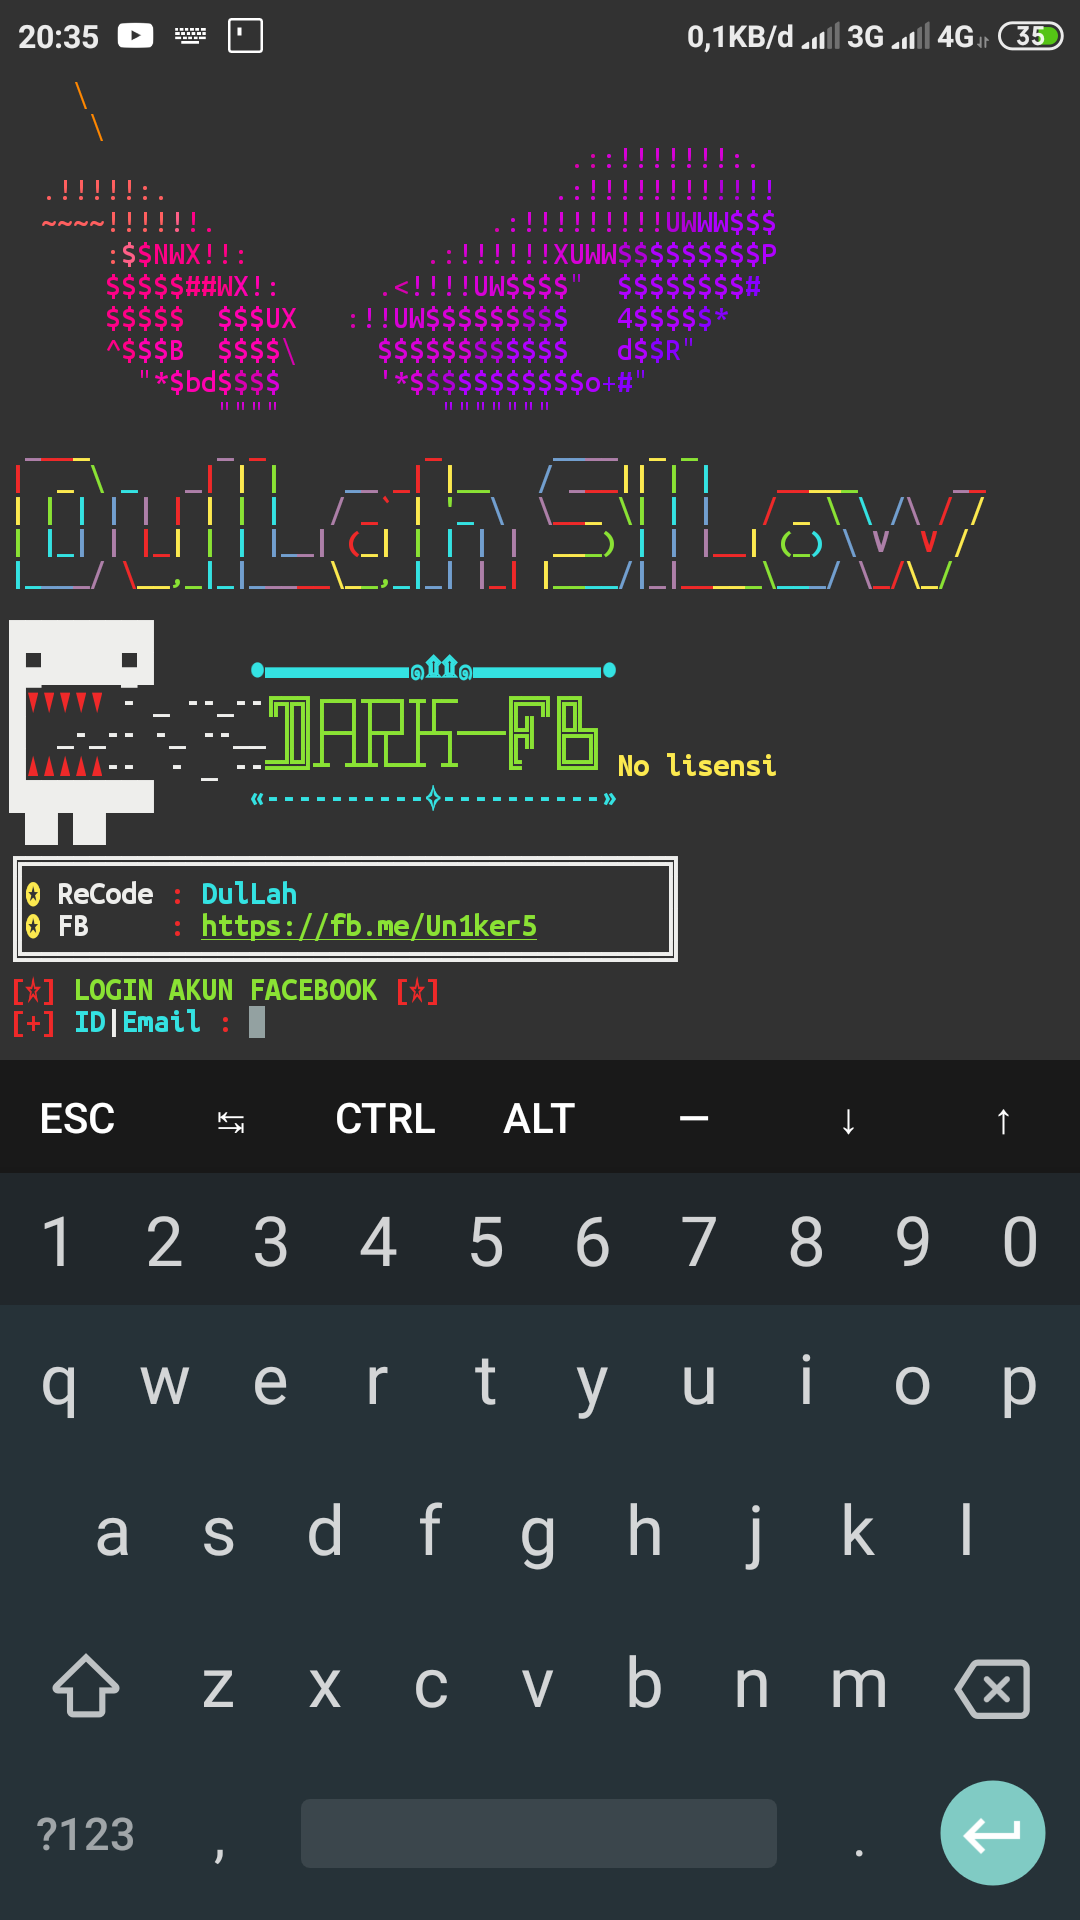 20:35 0,1KB/d 3G 4G 35
DulLah SlLow
DARK-FB
No lisensi
ReCode : DulLah
FB : https://fb.me/Un1ker5
[☆] LOGIN AKUN FACEBOOK [☆]
[+] ID|Email :
ESC CTRL ALT — ↓ ↑
1 2 3 4 5 6 7 8 9 0
q w e r t y u i o p
a s d f g h j k l
z x c v b n m
?123 , .